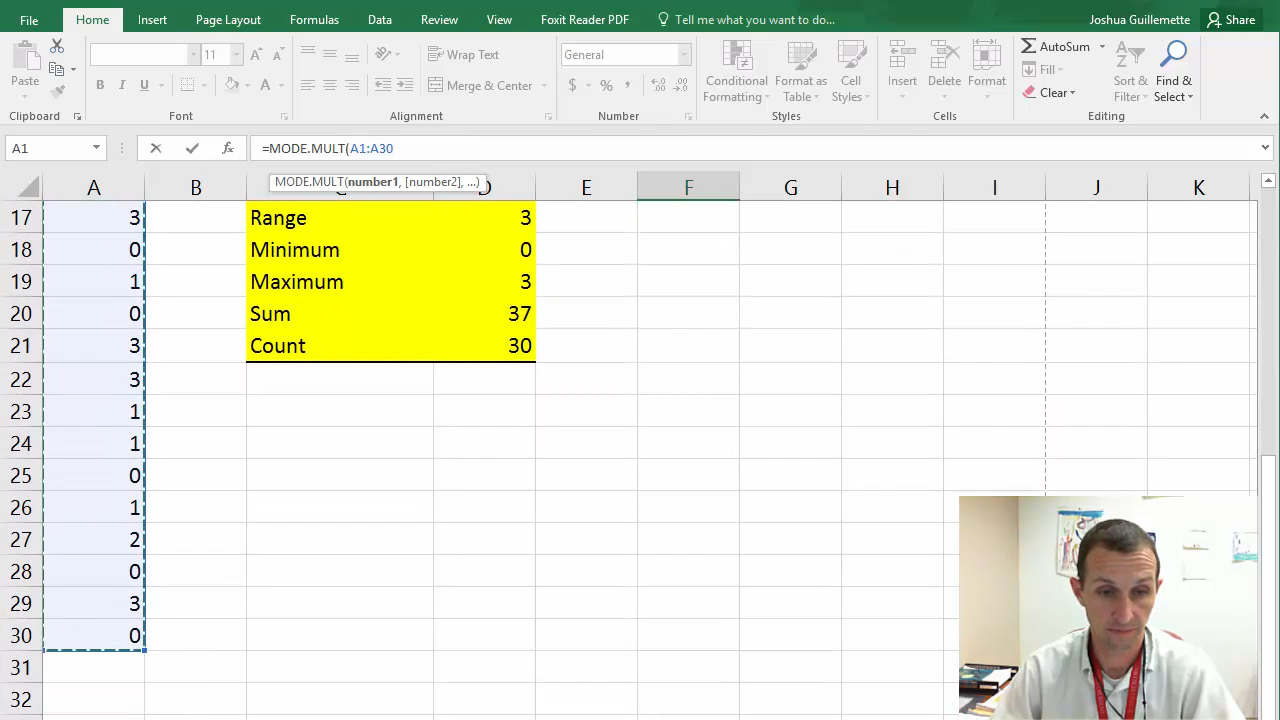 File Home Insert Page Layout Formulas Data Review View Foxit Reader PDF Tell me what you want to do... Joshua Guillemette Share
Paste 11 A A Wrap Text General Conditional Formatting Format as Table Cell Styles Insert Delete Format AutoSum Fill Clear Sort & Filter Find & Select
B I U A Merge & Center $ % ,
Clipboard Font Alignment Number Styles Cells Editing
A1 fx =MODE.MULT(A1:A30
MODE.MULT(number1, [number2], ...)
A B C D E F G H I J K
17 3 Range 3
18 0 Minimum 0
19 1 Maximum 3
20 0 Sum 37
21 3 Count 30
22 3
23 1
24 1
25 0
26 1
27 2
28 0
29 3
30 0
31
32